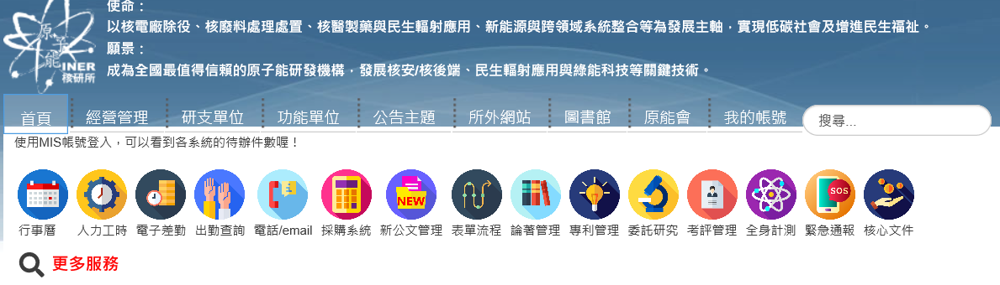 使命：
以核電廠除役、核廢料處理處置、核醫製藥與民生輻射應用、新能源與跨領域系統整合等為發展主軸，實現低碳社會及增進民生福祉。
願景：
成為全國最值得信賴的原子能研發機構，發展核安/核後端、民生輻射應用與綠能科技等關鍵技術。
原子能
INER
核研所
首頁 經營管理 研支單位 功能單位 公告主題 所外網站 圖書館 原能會 我的帳號 搜尋...
使用MIS帳號登入，可以看到各系統的待辦件數喔！
NEW SOS
行事曆 人力工時 電子差勤 出勤查詢 電話/email 採購系統 新公文管理 表單流程 論著管理 專利管理 委託研究 考評管理 全身計測 緊急通報 核心文件
更多服務